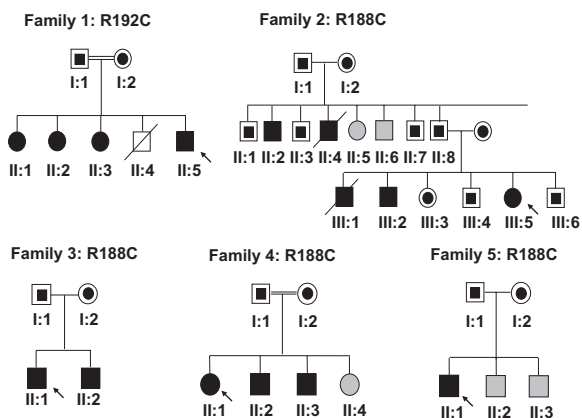 Family 1: R192C
I:1 I:2
II:1 II:2 II:3 II:4 II:5
Family 2: R188C
I:1 I:2
II:1 II:2 II:3 II:4 II:5 II:6 II:7 II:8
III:1 III:2 III:3 III:4 III:5 III:6
Family 3: R188C
I:1 I:2
II:1 II:2
Family 4: R188C
I:1 I:2
II:1 II:2 II:3 II:4
Family 5: R188C
I:1 I:2
II:1 II:2 II:3